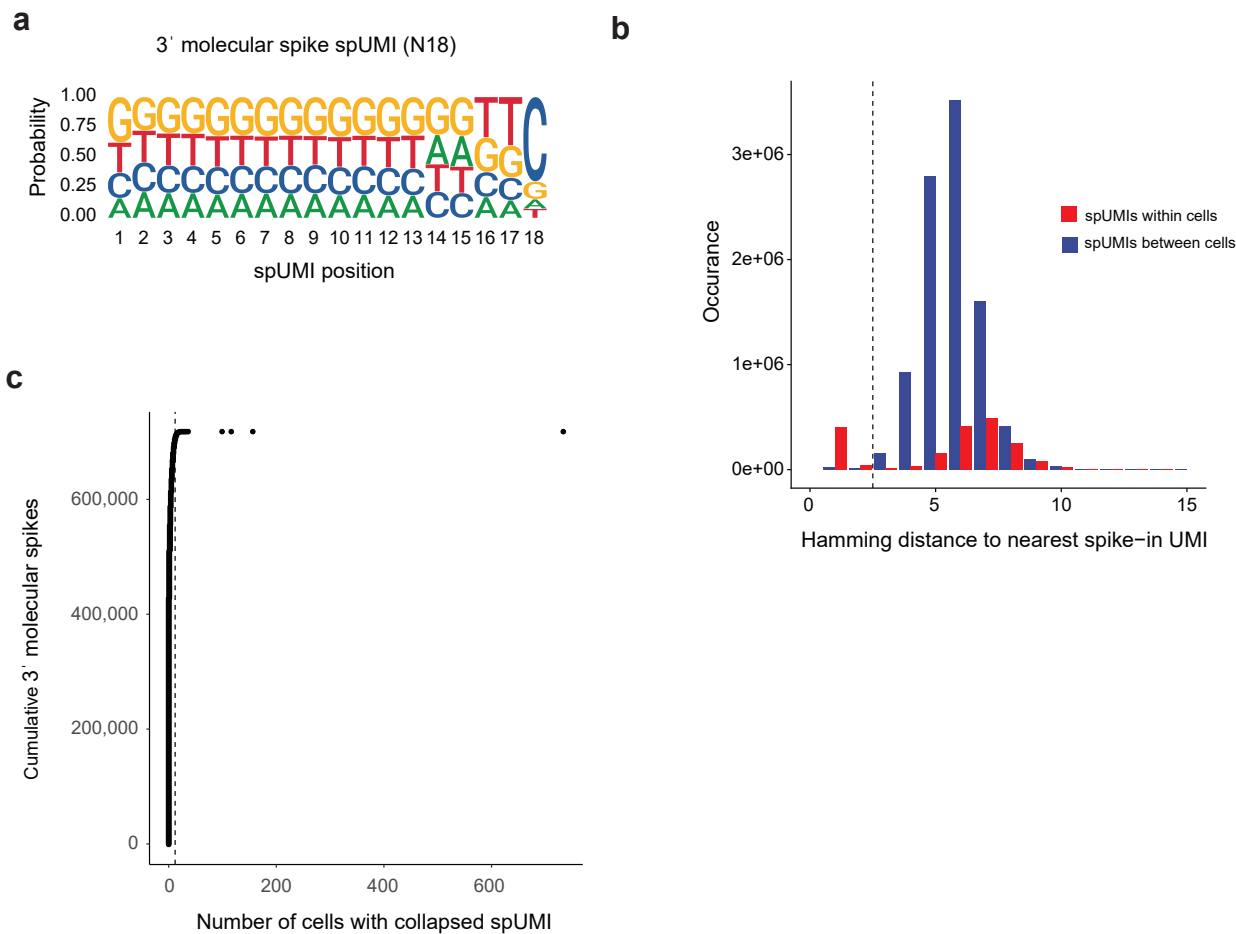 a
3' molecular spike spUMI (N18)
Probability
1.00
0.75
0.50
0.25
0.00
GGGGGGGGGGGGGGGTTC
TTTTTTTTTTTTTAAGGG
CCCCCCCCCCCCCTTCCA
AAAAAAAAAAAAACCAAT
1 2 3 4 5 6 7 8 9 10 11 12 13 14 15 16 17 18
spUMI position
b
Occurance
3e+06
2e+06
1e+06
0e+00
spUMIs within cells
spUMIs between cells
0 5 10 15
Hamming distance to nearest spike−in UMI
c
Cumulative 3' molecular spikes
600,000
400,000
200,000
0
0 200 400 600
Number of cells with collapsed spUMI